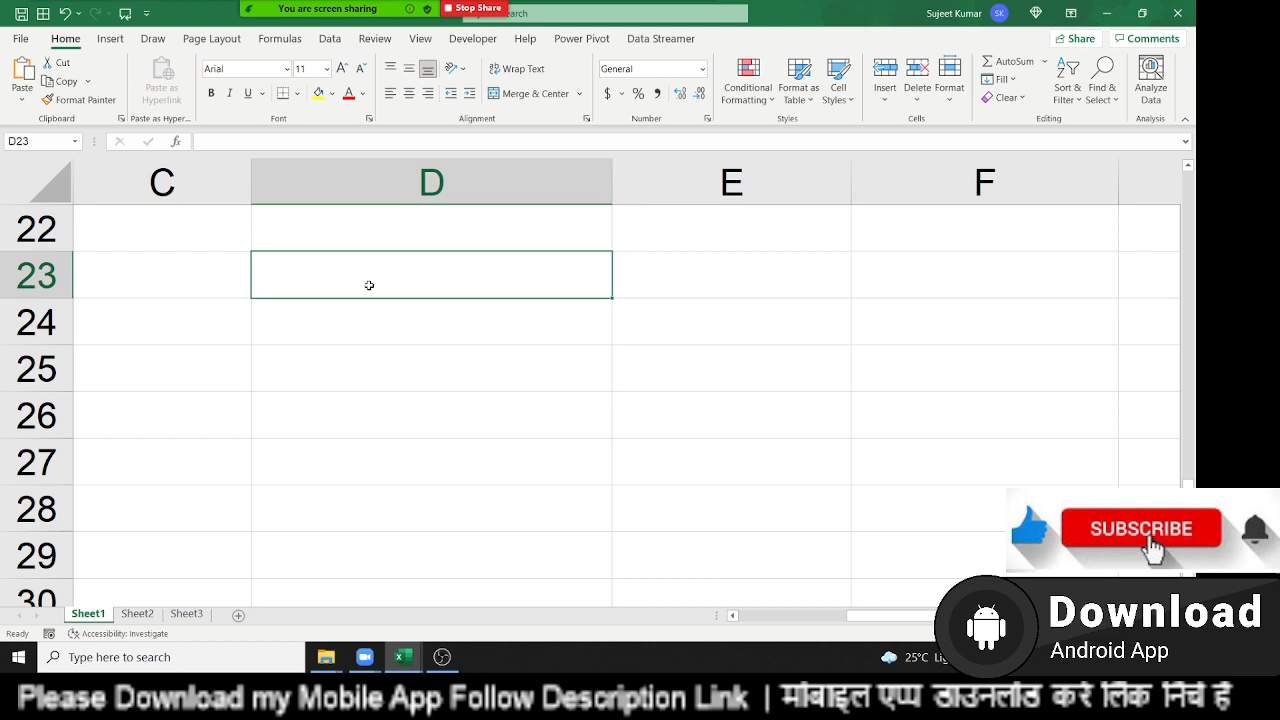 You are screen sharing
Stop Share
Search
Sujeet Kumar
SK
File Home Insert Draw Page Layout Formulas Data Review View Developer Help Power Pivot Data Streamer
Share
Comments
Paste
Cut
Copy
Format Painter
Clipboard
Paste as Hyperlink
Paste as Hyper...
Arial
11
B I U
Font
Wrap Text
Merge & Center
Alignment
General
$ % ,
Number
Conditional Formatting
Format as Table
Cell Styles
Styles
Insert
Delete
Format
Cells
AutoSum
Fill
Clear
Sort & Filter
Find & Select
Editing
Analyze Data
Analysis
D23
fx
C D E F
22
23
24
25
26
27
28
29
30
Sheet1 Sheet2 Sheet3
Ready
Accessibility: Investigate
Type here to search
25°C
SUBSCRIBE
Download
Android App
Please Download my Mobile App Follow Description Link | मोबाइल एप्प डाउनलोड करे लिंक निचे है